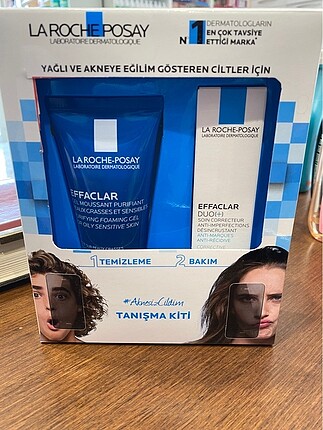 LA ROCHE-POSAY
LABORATOIRE DERMATOLOGIQUE
N°1
DERMATOLOGLARIN
EN ÇOK TAVSİYE
ETTİĞİ MARKA*
YAĞLI VE AKNEYE EĞİLİM GÖSTEREN CİLTLER İÇİN
LA ROCHE-POSAY
LABORATOIRE DERMATOLOGIQUE
EFFACLAR
GEL MOUSSANT PURIFIANT
PEAUX GRASSES ET SENSIBLES
PURIFYING FOAMING GEL
FOR OILY SENSITIVE SKIN
LA ROCHE-POSAY
LABORATOIRE DERMATOLOGIQUE
EFFACLAR
DUO(+)
SOIN CORRECTEUR
ANTI-IMPERFECTIONS
DÉSINCRUSTANT
ANTI-MARQUES
ANTI-RÉCIDIVE
1 TEMİZLEME 2 BAKIM
#AknesizCildim
TANIŞMA KİTİ